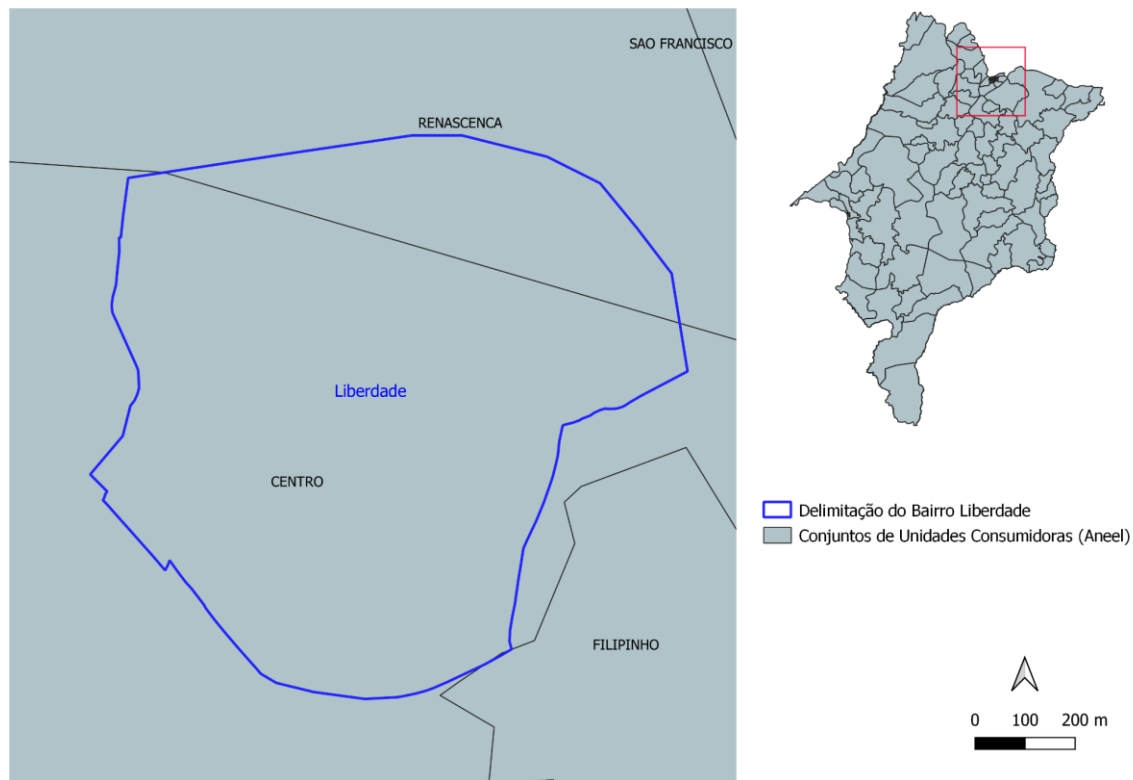 SAO FRANCISCO
RENASCENCA
Liberdade
CENTRO
FILIPINHO
Delimitação do Bairro Liberdade
Conjuntos de Unidades Consumidoras (Aneel)
0 100 200 m